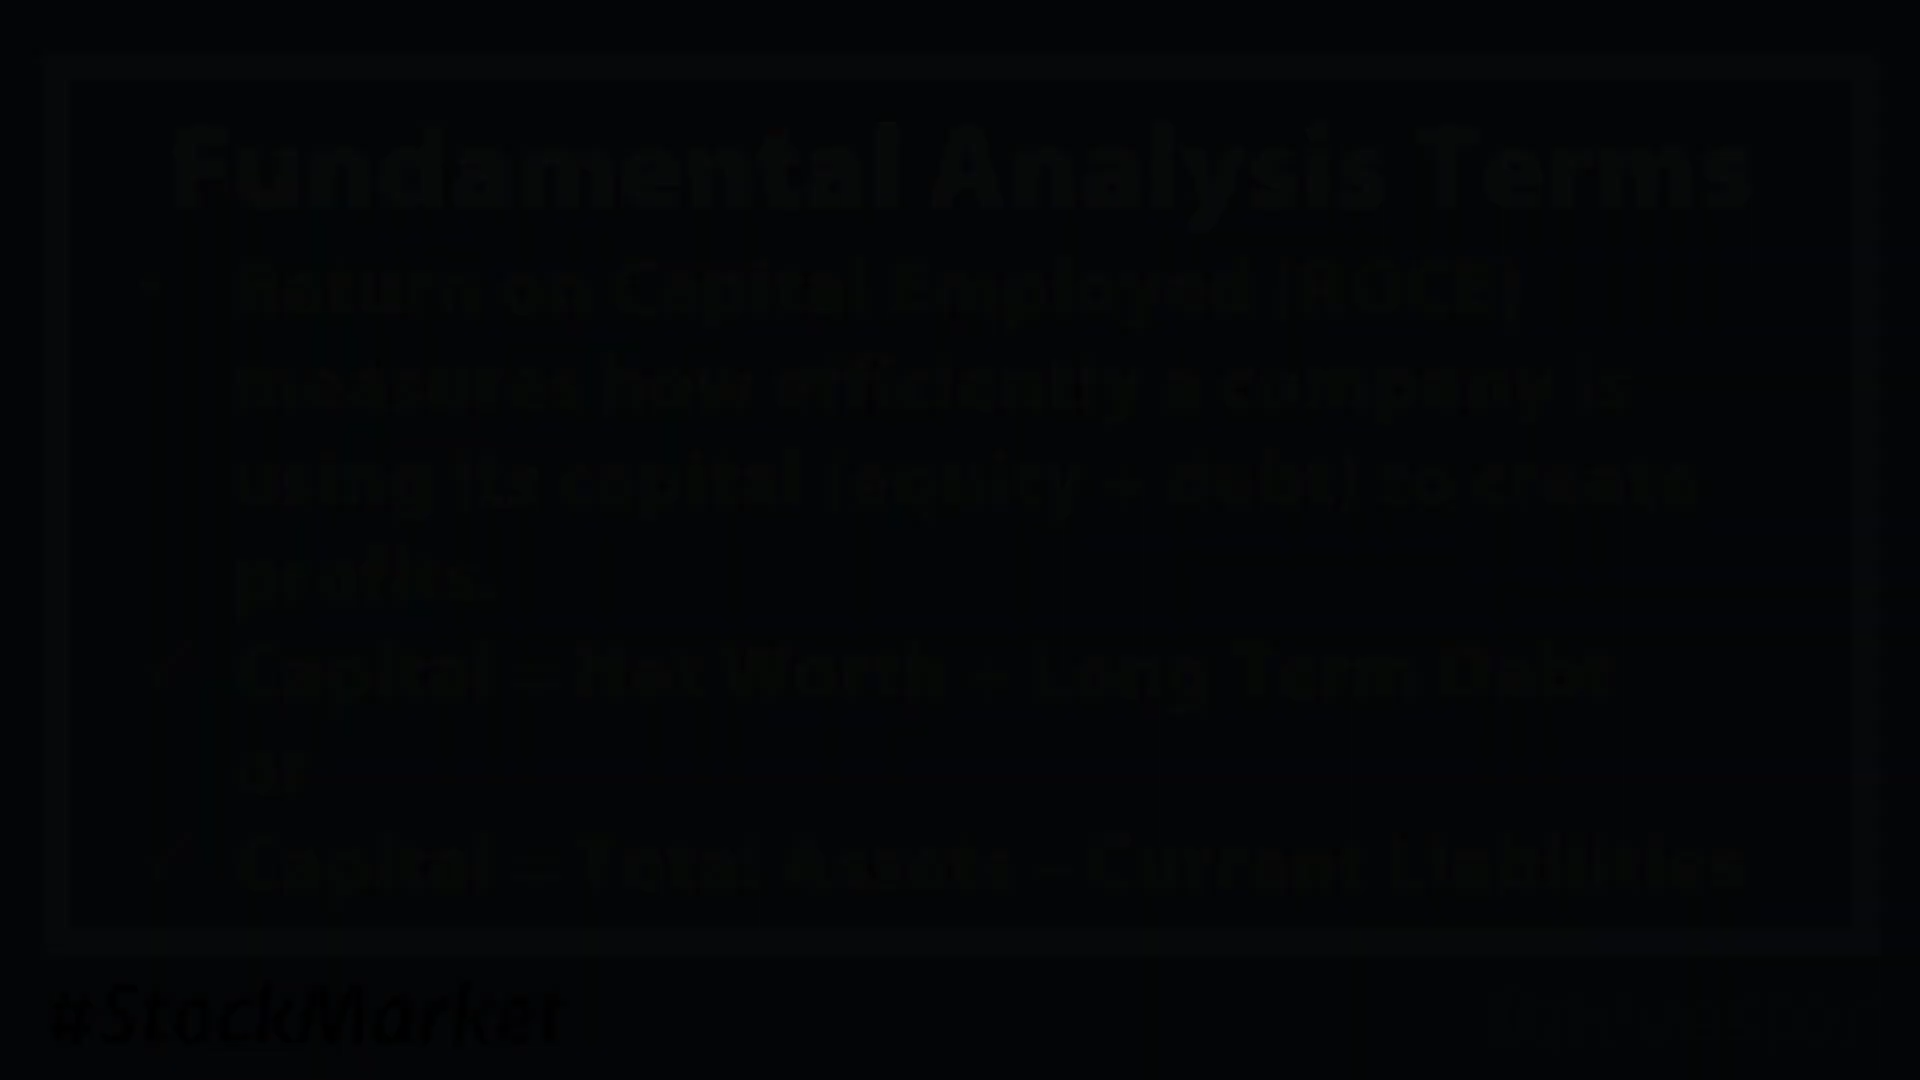 Fundamental Analysis Terms
Return on Capital Employed (ROCE)
measures how efficiently a company is
using its capital (equity + debt) to create
profits.
Capital = Net Worth + Long Term Debt
or
Capital = Total Assets - Current Liabilities
#StockMarket